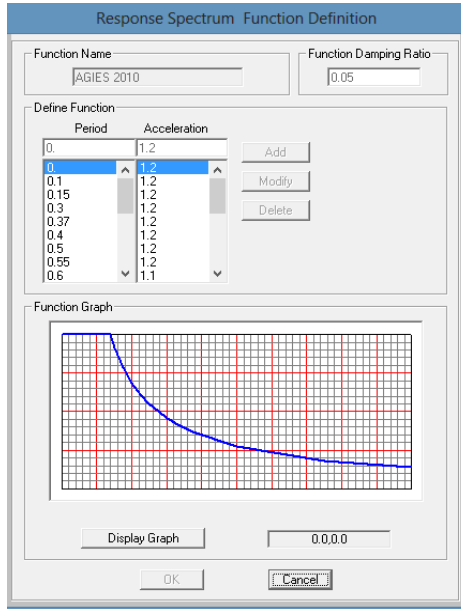 Response Spectrum Function Definition
Function Name
Function Damping Ratio
AGIES 2010
0.05
Define Function
Period Acceleration
0. 1.2
Add
0. 1.2
0.1 1.2
Modify
0.15 1.2
0.3 1.2
Delete
0.37 1.2
0.4 1.2
0.5 1.2
0.55 1.2
0.6 1.1
Function Graph
Display Graph
0.0,0.0
OK
Cancel